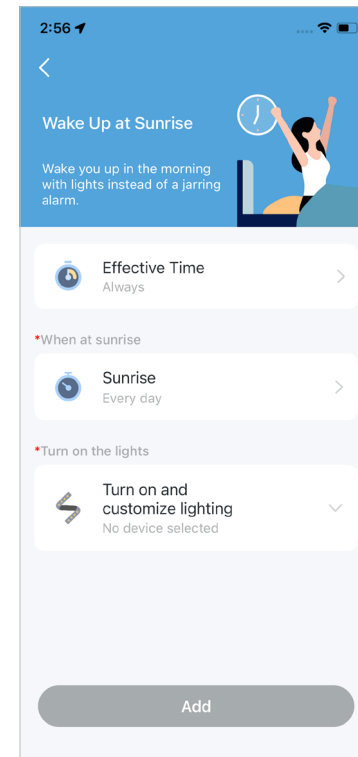 2:56
Wake Up at Sunrise
Wake you up in the morning
with lights instead of a jarring
alarm.
Effective Time
Always
*When at sunrise
Sunrise
Every day
*Turn on the lights
Turn on and
customize lighting
No device selected
Add